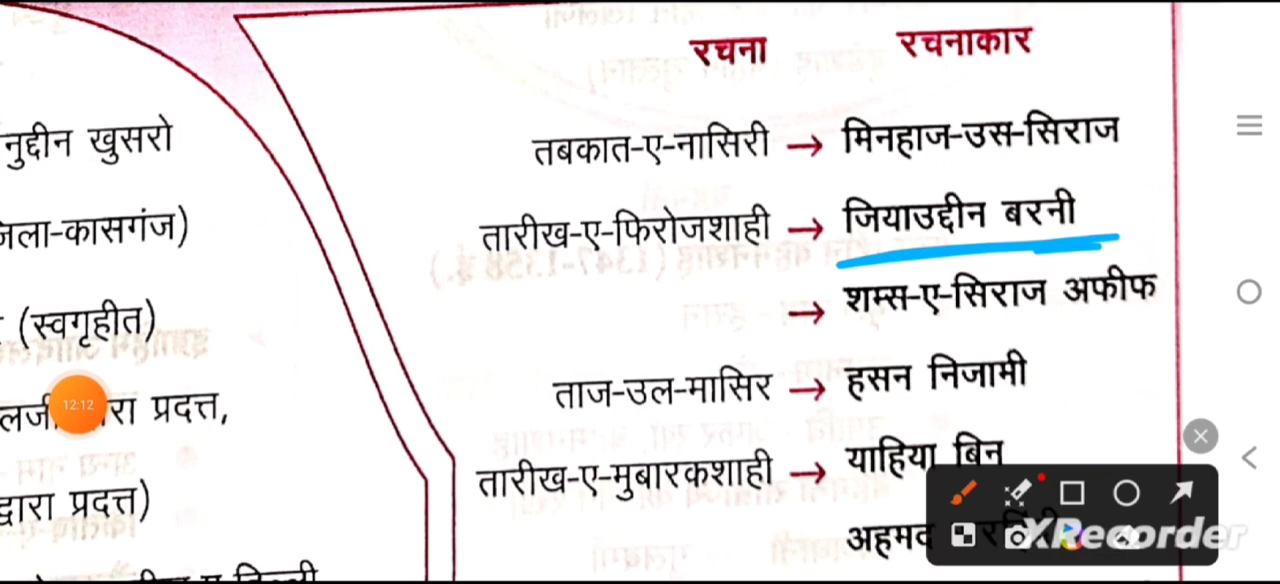 रचना रचनाकार
खुसरो
तबकात-ए-नासिरी → मिनहाज-उस-सिराज
तारीख-ए-फिरोजशाही → जियाउद्दीन बरनी
→ शम्स-ए-सिराज अफीफ
(स्वगृहीत)
ताज-उल-मासिर → हसन निजामी
12:12
प्रदत्त,
तारीख-ए-मुबारकशाही → याहिया बिन
द्वारा प्रदत्त)
अहमद
XRecorder